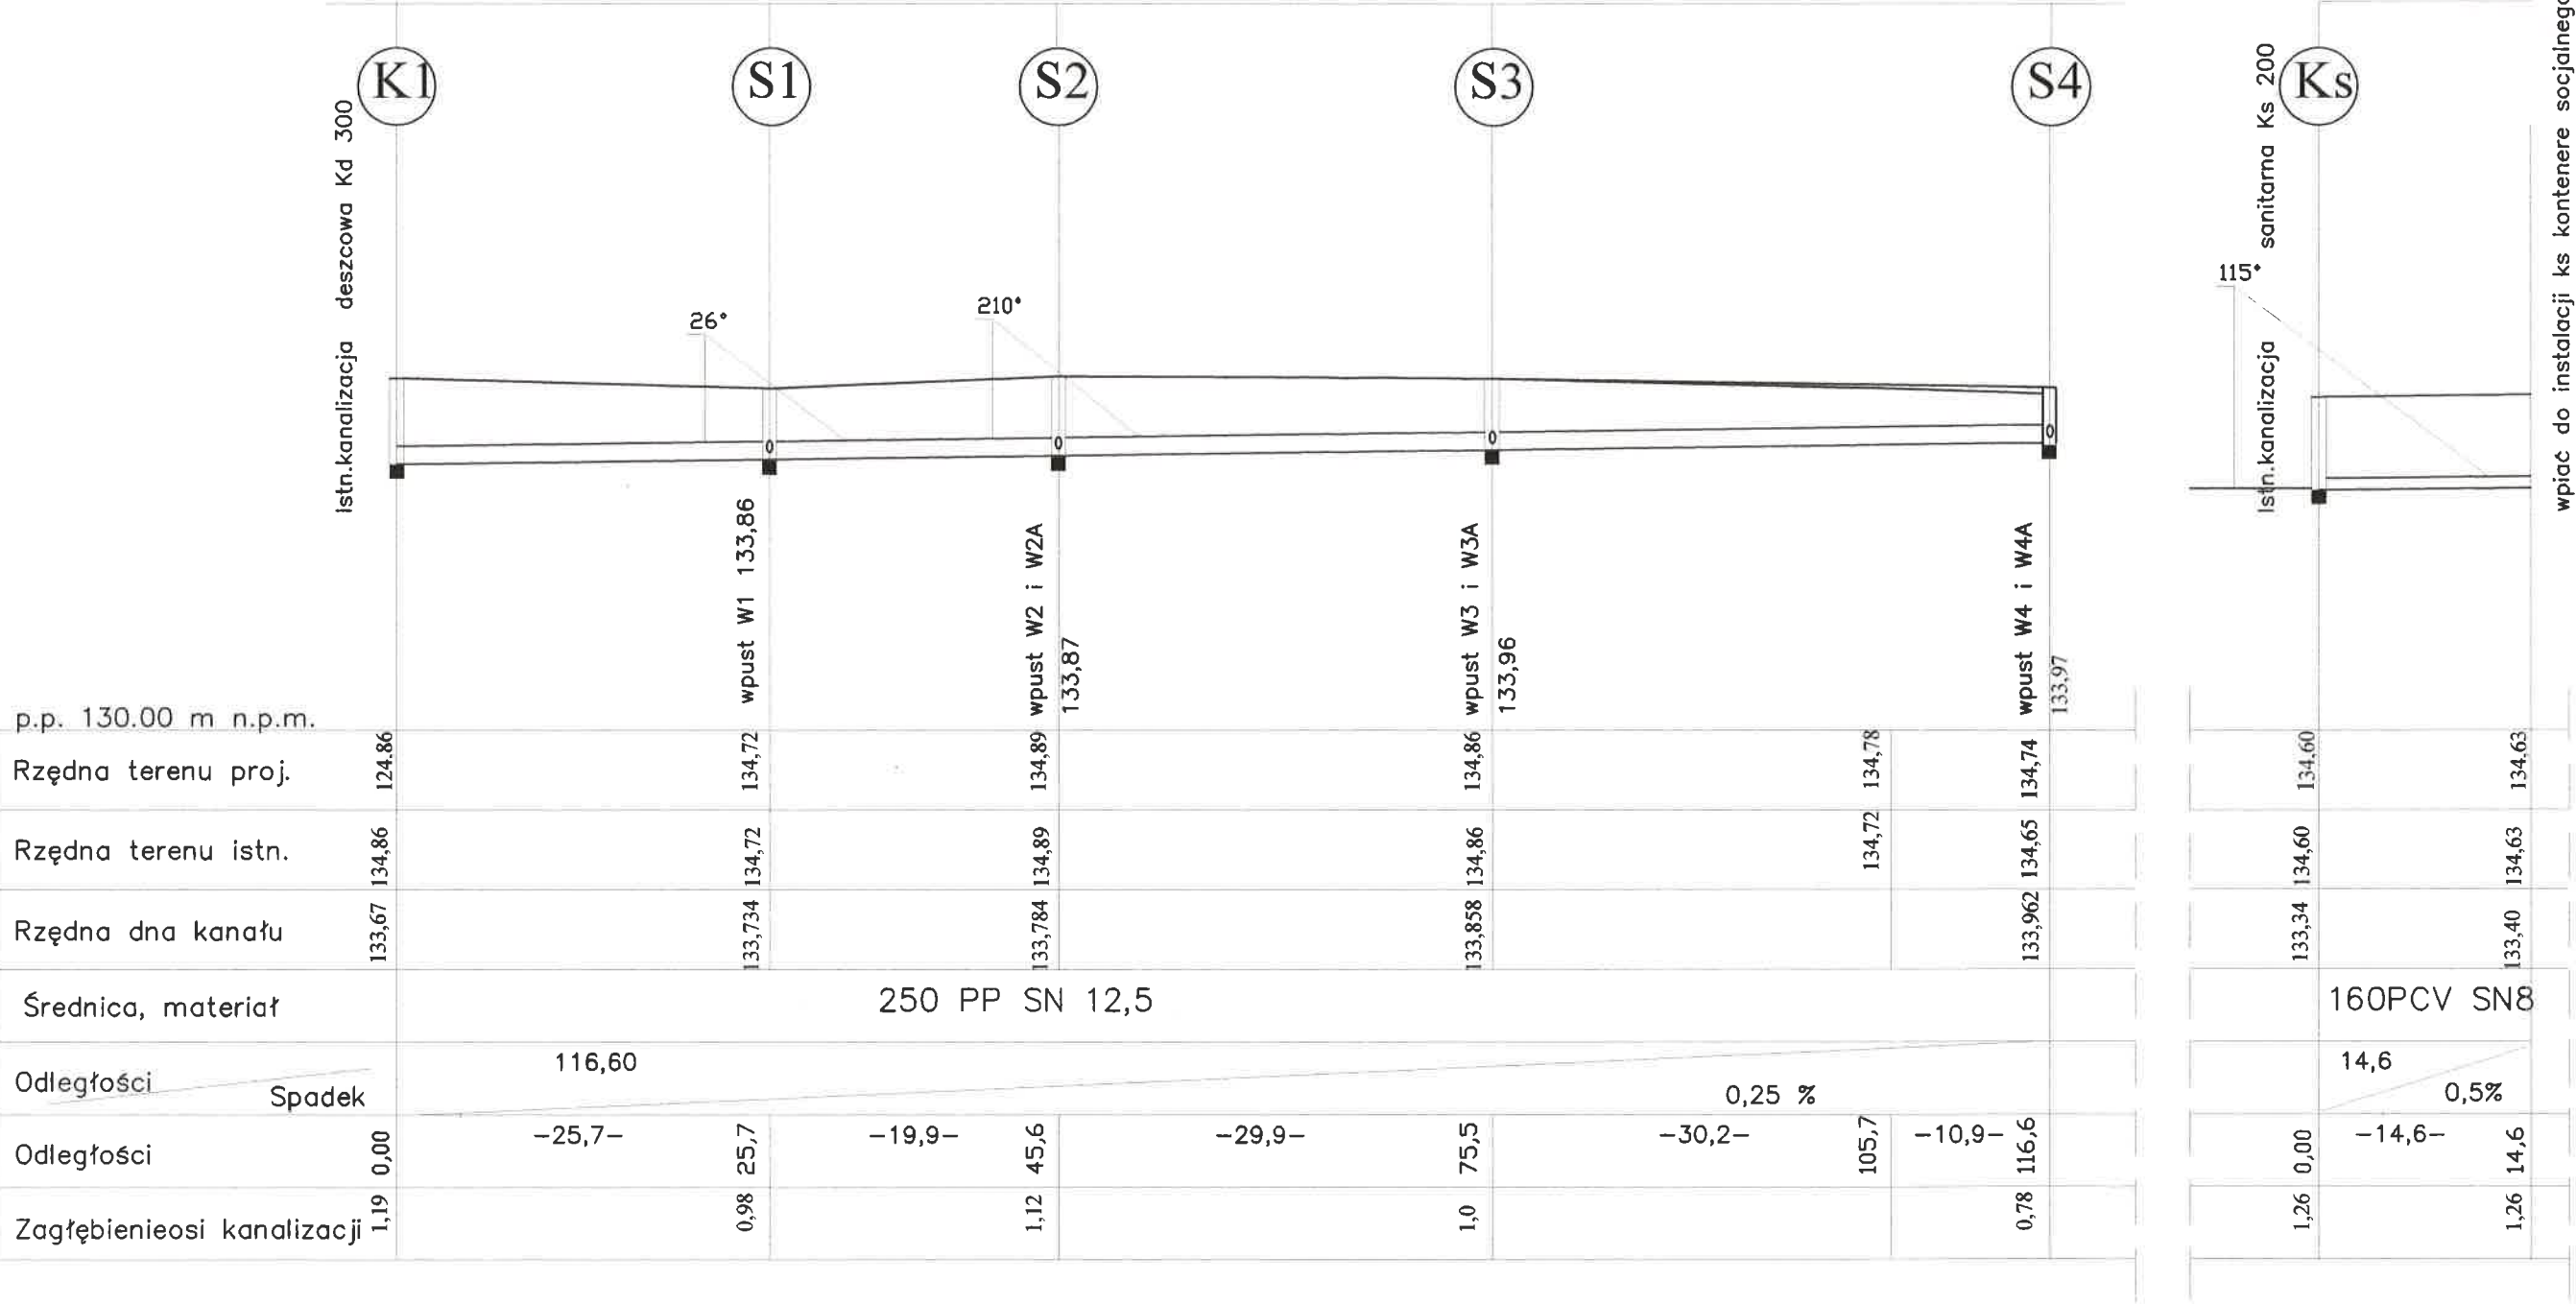 K1
S1
S2
S3
S4
Ks
Istn.kanalizacja deszcowa Kd 300
Istn.kanalizacja sanitarna Ks 200
wpiać do instalacji ks kontenere socjalnego
26°
210°
115°
wpust W1 133,86
wpust W2 i W2A
133,87
wpust W3 i W3A
133,96
wpust W4 i W4A
133,97
p.p. 130.00 m n.p.m.
Rzędna terenu proj. 124.86 134,72 134,89 134,86 134,78 134,74 134.60 134.63
Rzędna terenu istn. 134,86 134,72 134,89 134,86 134,72 134,65 134,60 134,63
Rzędna dna kanału 133,67 133,734 133,784 133,858 133,962 133,34 133,40
Średnica, materiał 250 PP SN 12,5 160PCV SN8
Odległości 116,60 14,6
Spadek 0,25 % 0,5%
Odległości 0,00 -25,7- 25,7 -19,9- 45,6 -29,9- 75,5 -30,2- 105,7 -10,9- 116,6 0,00 -14,6- 14,6
Zagłębienieosi kanalizacji 1,19 0,98 1,12 1,0 0,78 1,26 1,26